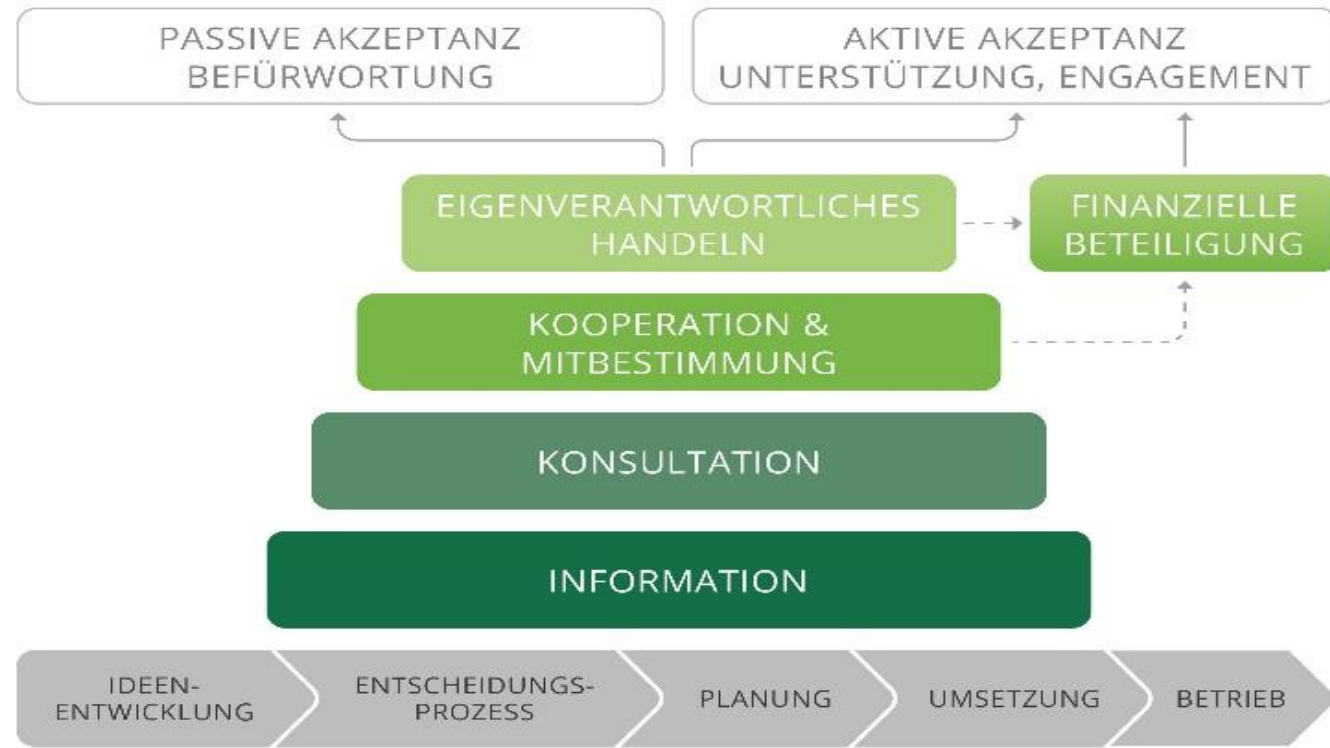 PASSIVE AKZEPTANZ
BEFÜRWORTUNG
AKTIVE AKZEPTANZ
UNTERSTÜTZUNG, ENGAGEMENT
EIGENVERANTWORTLICHES
HANDELN
FINANZIELLE
BETEILIGUNG
KOOPERATION &
MITBESTIMMUNG
KONSULTATION
INFORMATION
IDEEN-
ENTWICKLUNG
ENTSCHEIDUNGS-
PROZESS
PLANUNG
UMSETZUNG
BETRIEB